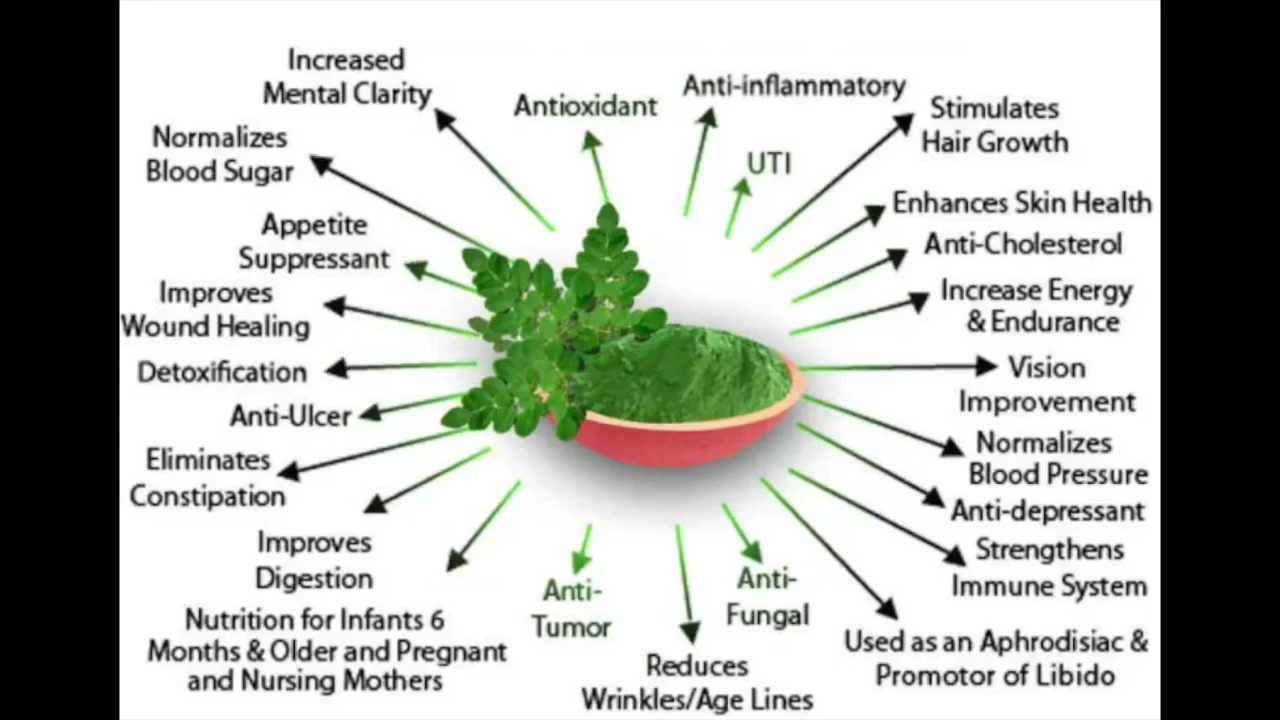 Increased
Mental Clarity
Antioxidant
Anti-inflammatory
UTI
Stimulates
Hair Growth
Normalizes
Blood Sugar
Enhances Skin Health
Appetite
Suppressant
Anti-Cholesterol
Improves
Wound Healing
Increase Energy
& Endurance
Detoxification
Vision
Improvement
Anti-Ulcer
Normalizes
Blood Pressure
Eliminates
Constipation
Anti-depressant
Improves
Digestion
Strengthens
Immune System
Nutrition for Infants 6
Months & Older and Pregnant
and Nursing Mothers
Anti-
Tumor
Reduces
Wrinkles/Age Lines
Anti-
Fungal
Used as an Aphrodisiac &
Promotor of Libido